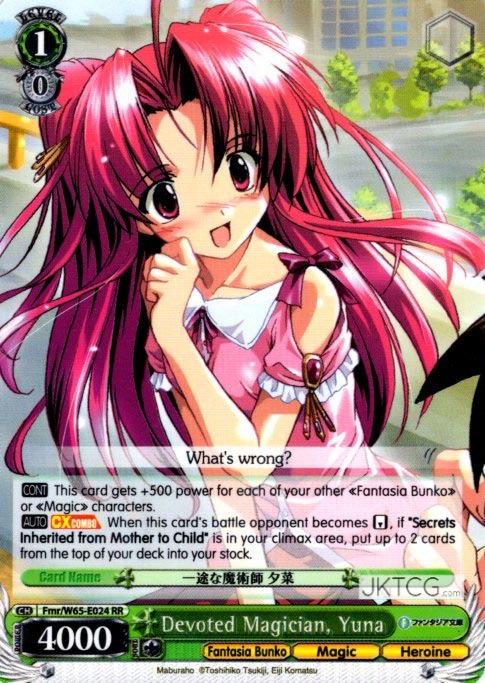 LEVEL
1
0
COST
What's wrong?
CONT This card gets +500 power for each of your other «Fantasia Bunko»
or «Magic» characters.
AUTO CX COMBO When this card's battle opponent becomes , if "Secrets
Inherited from Mother to Child" is in your climax area, put up to 2 cards
from the top of your deck into your stock.
Card Name 一途な魔術師 夕菜
JKTCG.com
CH Fmr/W65-E024 RR
POWER 4000 SOUL
Devoted Magician, Yuna ファンタジア文庫
Fantasia Bunko Magic Heroine
Maburaho ©Toshihiko Tsukiji, Eiji Komatsu